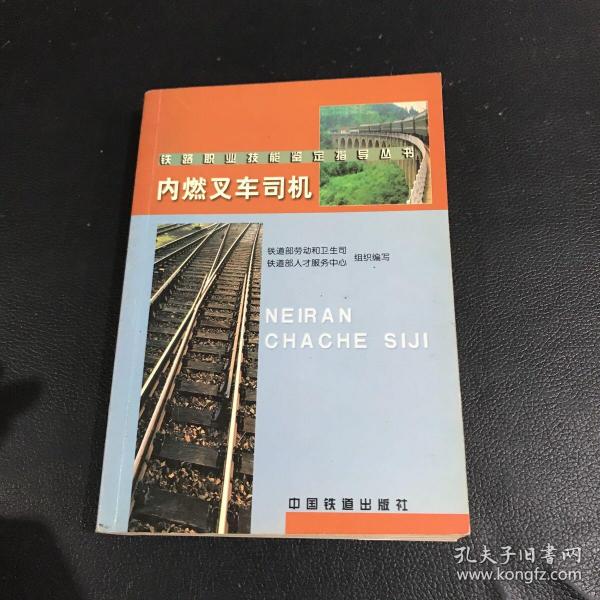 铁路职业技能鉴定指导丛书
内燃叉车司机
铁道部劳动和卫生司
铁道部人才服务中心 组织编写
NEIRAN
CHACHE SIJI
中国铁道出版社
孔夫子旧书网
www.kongfz.com